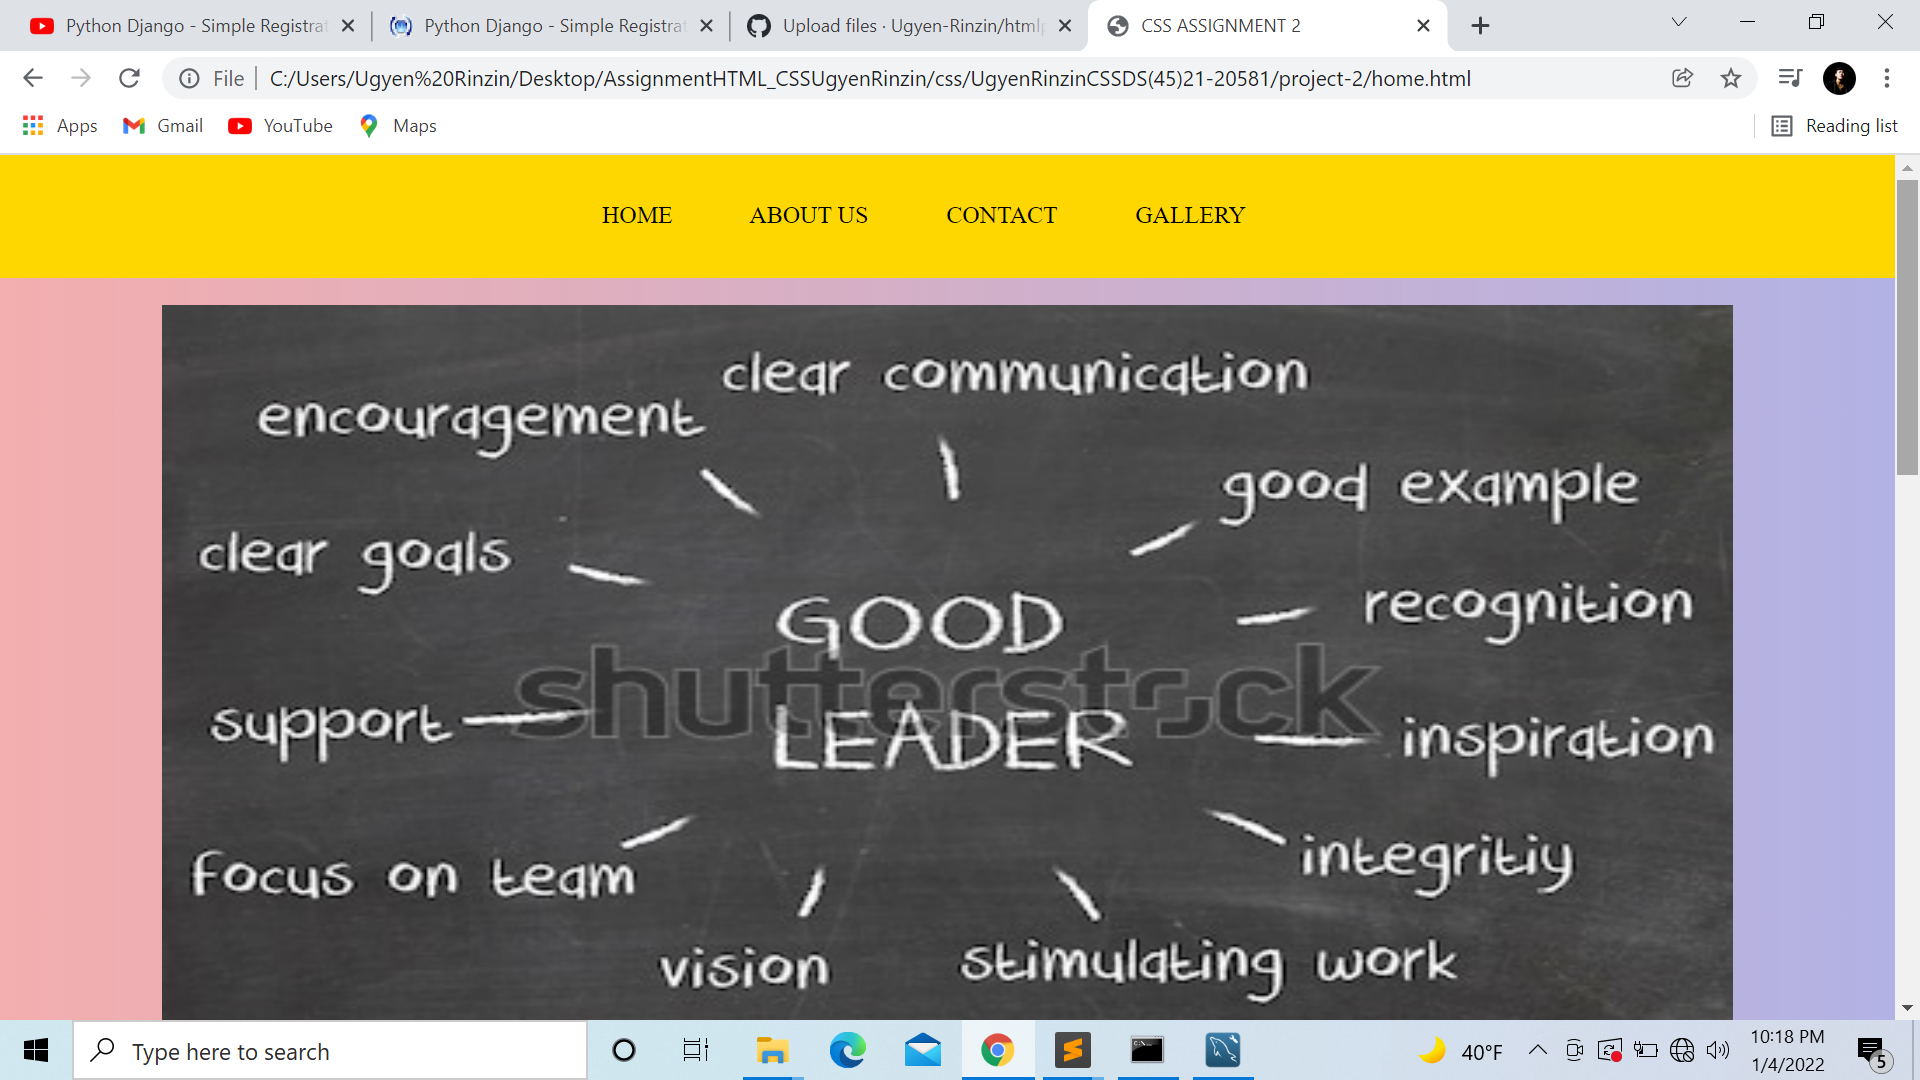 Python Django - Simple Registrat
Python Django - Simple Registrat
Upload files · Ugyen-Rinzin/htmlp
CSS ASSIGNMENT 2
File
C:/Users/Ugyen%20Rinzin/Desktop/AssignmentHTML_CSSUgyenRinzin/css/UgyenRinzinCSSDS(45)21-20581/project-2/home.html
Apps
Gmail
YouTube
Maps
Reading list
HOME
ABOUT US
CONTACT
GALLERY
clear communication
encouragement
good example
clear goals
recognition
GOOD
shutterstock
LEADER
support
inspiration
integritiy
focus on team
vision
stimulating work
Type here to search
40°F
10:18 PM
1/4/2022
5